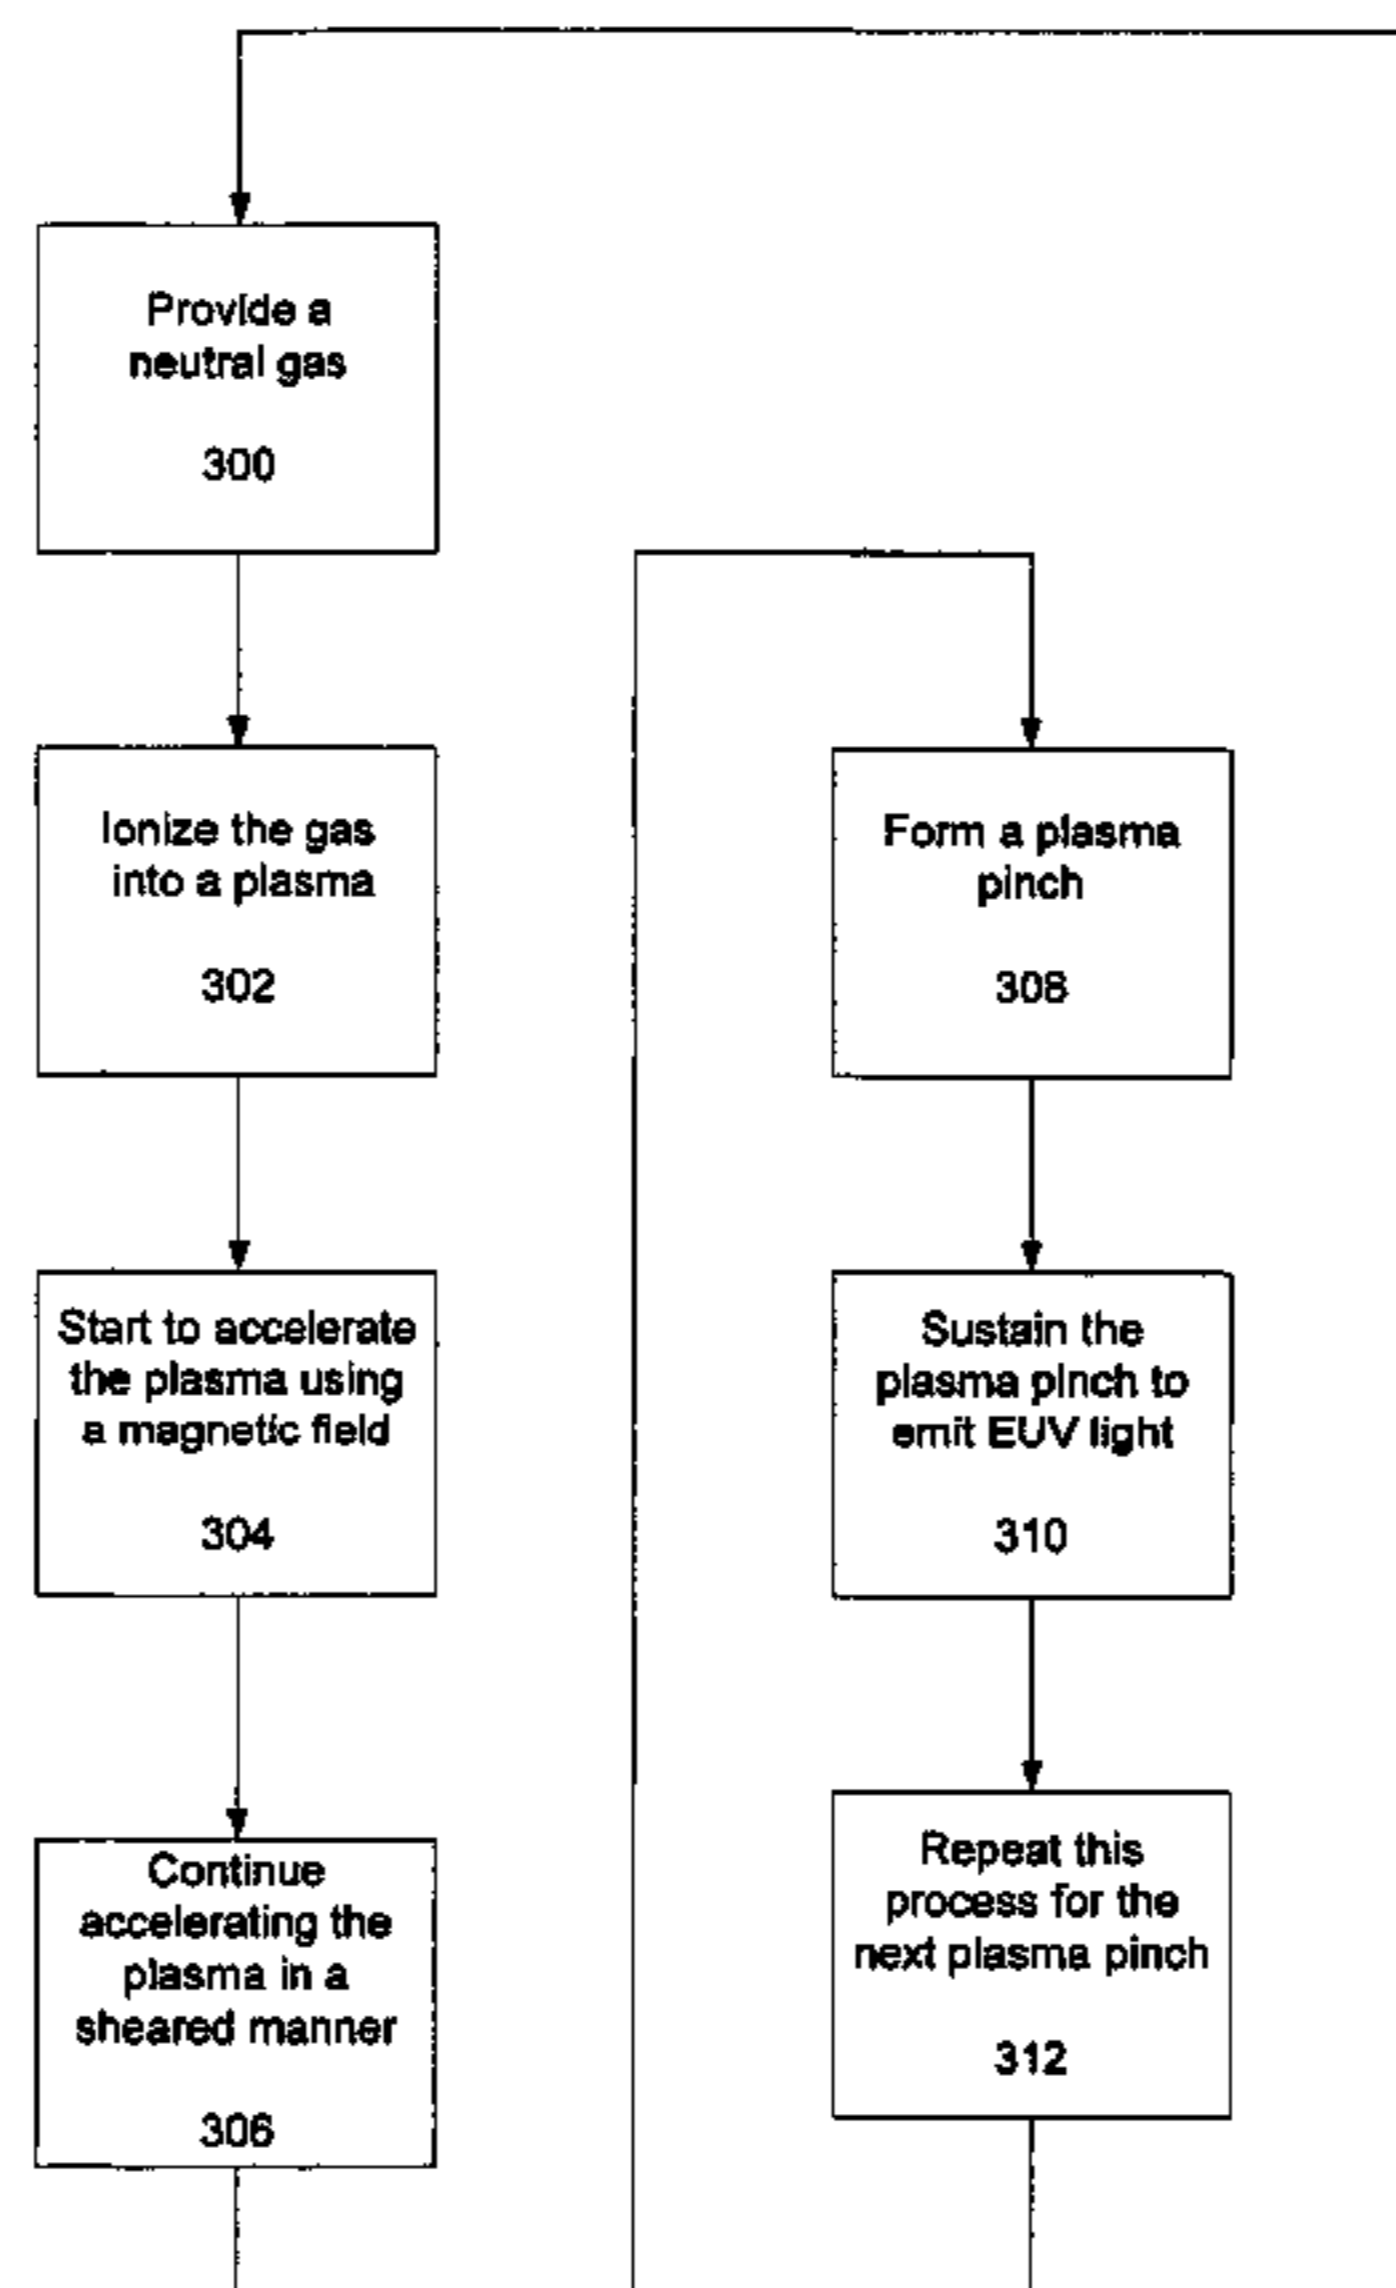 Provide a
neutral gas
300
Ionize the gas
into a plasma
302
Start to accelerate
the plasma using
a magnetic field
304
Continue
accelerating the
plasma in a
sheared manner
306
Form a plasma
pinch
308
Sustain the
plasma pinch to
emit EUV light
310
Repeat this
process for the
next plasma pinch
312